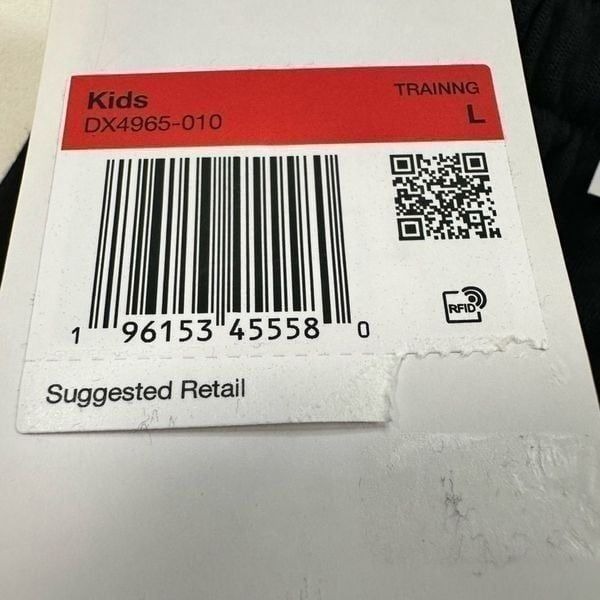 Kids
TRAINNG
DX4965-010
L
1 96153 45558 0
RFID
Suggested Retail